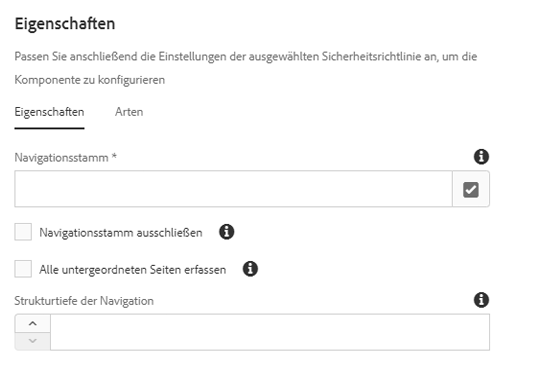 Eigenschaften
Passen Sie anschließend die Einstellungen der ausgewählten Sicherheitsrichtlinie an, um die
Komponente zu konfigurieren
Eigenschaften Arten
Navigationsstamm *
Navigationsstamm ausschließen
Alle untergeordneten Seiten erfassen
Strukturtiefe der Navigation